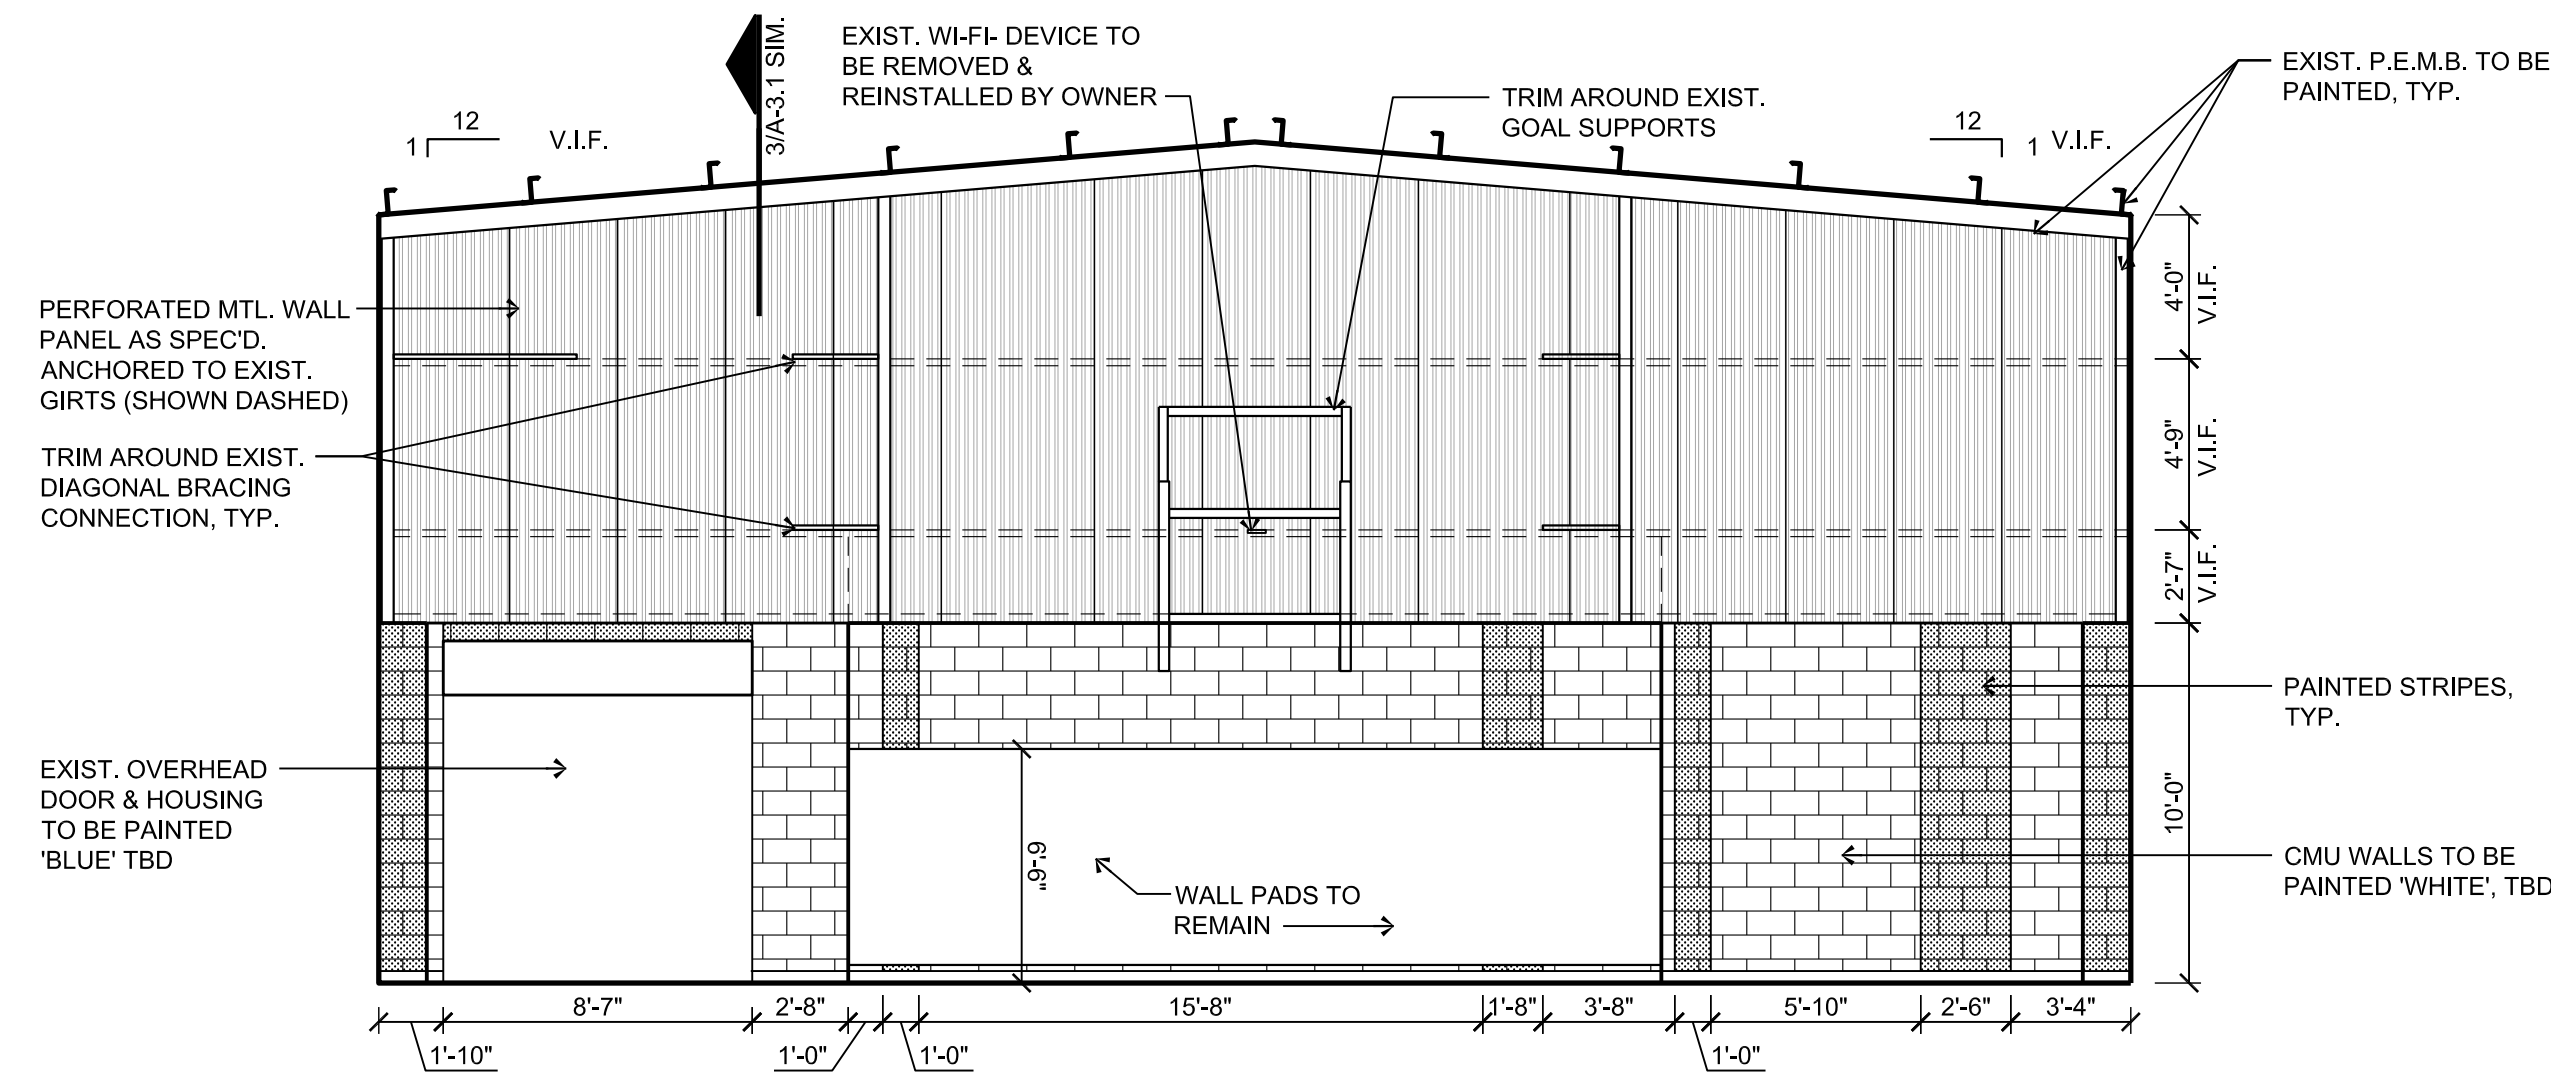 3/A-3.1 SIM.
EXIST. WI-FI- DEVICE TO
BE REMOVED &
REINSTALLED BY OWNER
TRIM AROUND EXIST.
GOAL SUPPORTS
EXIST. P.E.M.B. TO BE
PAINTED, TYP.
12
1
V.I.F.
12
1
V.I.F.
PERFORATED MTL. WALL
PANEL AS SPEC'D.
ANCHORED TO EXIST.
GIRTS (SHOWN DASHED)
TRIM AROUND EXIST.
DIAGONAL BRACING
CONNECTION, TYP.
EXIST. OVERHEAD
DOOR & HOUSING
TO BE PAINTED
'BLUE' TBD
4'-0"
V.I.F.
4'-9"
V.I.F.
2'-7"
V.I.F.
10'-0"
PAINTED STRIPES,
TYP.
CMU WALLS TO BE
PAINTED 'WHITE', TBD
6'-6"
WALL PADS TO
REMAIN
8'-7"
2'-8"
15'-8"
1'-8"
3'-8"
5'-10"
2'-6"
3'-4"
1'-10"
1'-0"
1'-0"
1'-0"